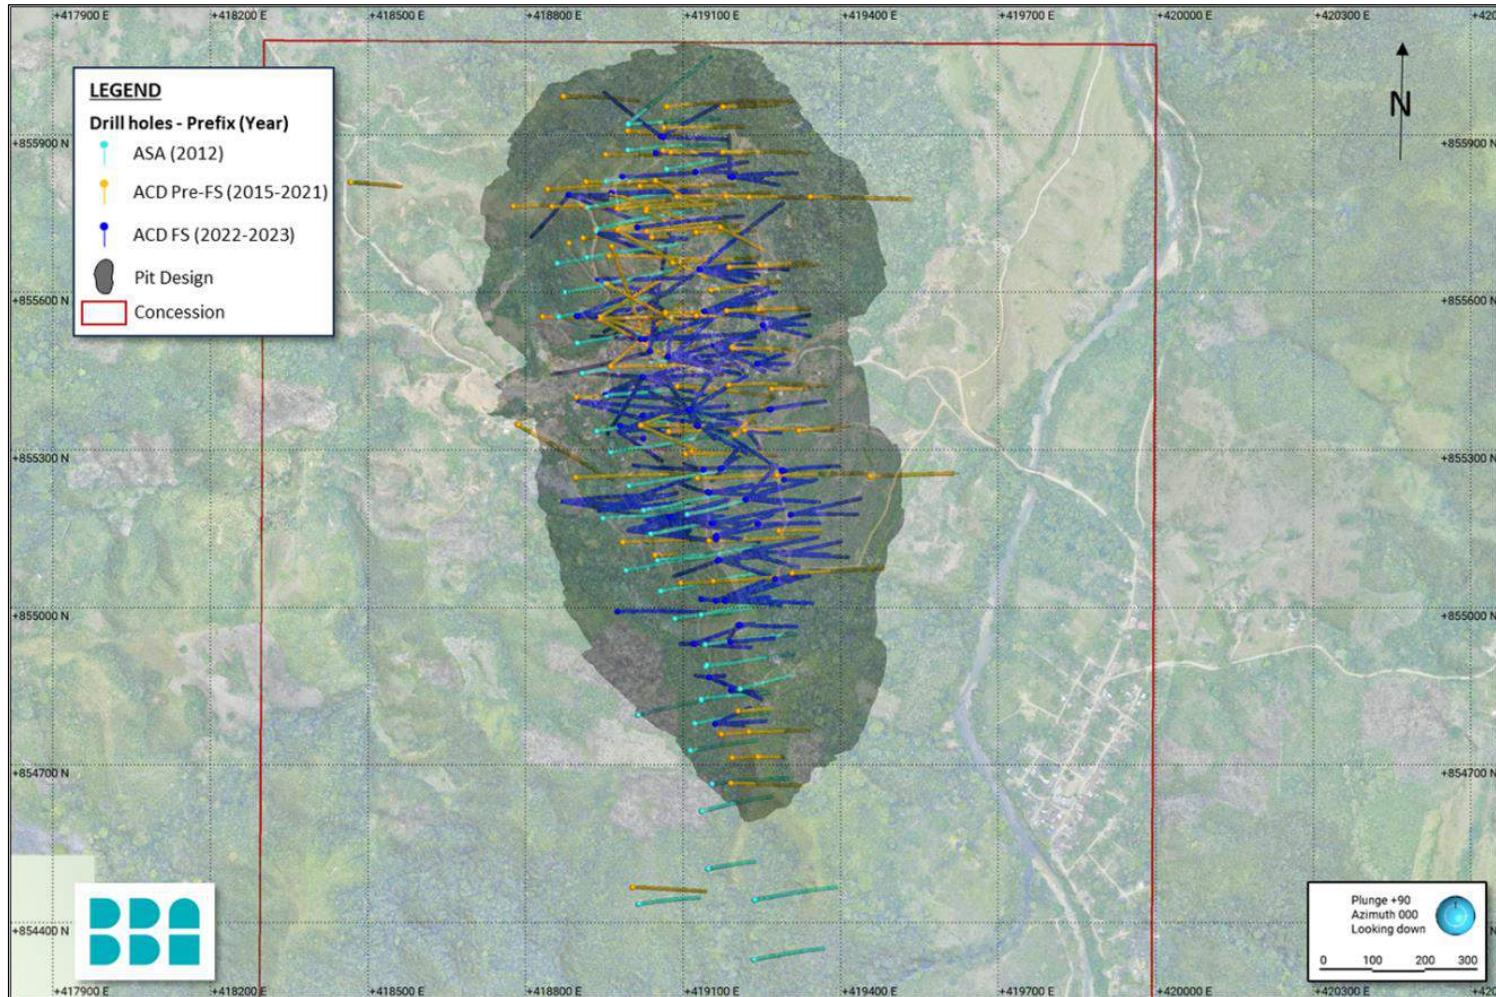 +417900 E +418200 E +418500 E +418800 E +419100 E +419400 E +419700 E +420000 E +420300 E
LEGEND
Drill holes - Prefix (Year)
ASA (2012)
ACD Pre-FS (2015-2021)
ACD FS (2022-2023)
Pit Design
Concession
N
+855900 N +855900 N
+855600 N +855600 N
+855300 N +855300 N
+855000 N +855000 N
+854700 N +854700 N
+854400 N
BBA
Plunge +90
Azimuth 000
Looking down
0 100 200 300
+417900 E +418200 E +418500 E +418800 E +419100 E +419400 E +419700 E +420000 E +420300 E